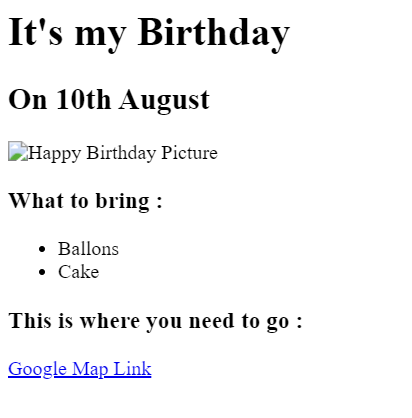 It's my Birthday
On 10th August
Happy Birthday Picture
What to bring :
Ballons
Cake
This is where you need to go :
Google Map Link